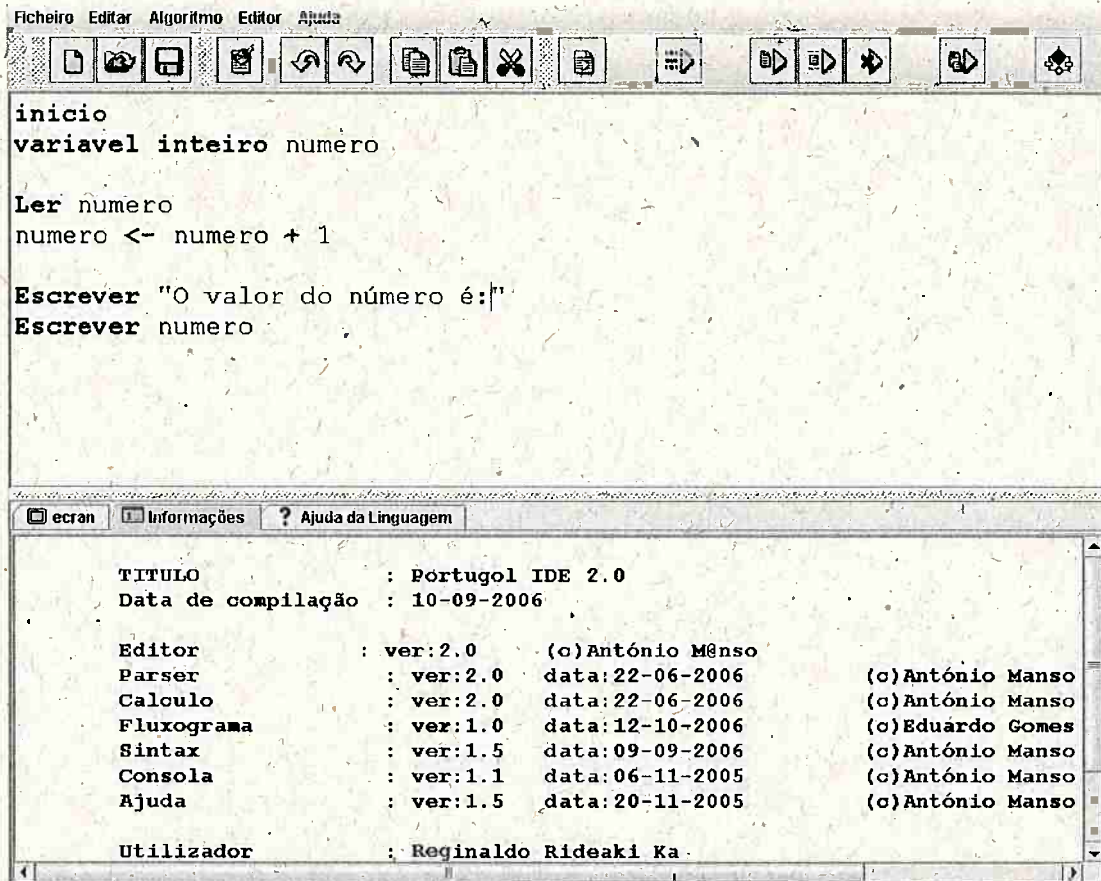 Ficheiro Editar Algoritmo Editor Ajuda
inicio
variavel inteiro numero
Ler numero
numero <- numero + 1
Escrever "O valor do número é:"
Escrever numero
ecran Informações ? Ajuda da Linguagem
TITULO : Portugol IDE 2.0
Data de compilação : 10-09-2006
Editor : ver:2.0 (c)António M@nso
Parser : ver:2.0 data:22-06-2006 (c)António Manso
Calculo : ver:2.0 data:22-06-2006 (c)António Manso
Fluxograma : ver:1.0 data:12-10-2006 (c)Eduardo Gomes
Sintax : ver:1.5 data:09-09-2006 (c)António Manso
Consola : ver:1.1 data:06-11-2005 (c)António Manso
Ajuda : ver:1.5 data:20-11-2005 (c)António Manso
Utilizador : Reginaldo Rideaki Ka